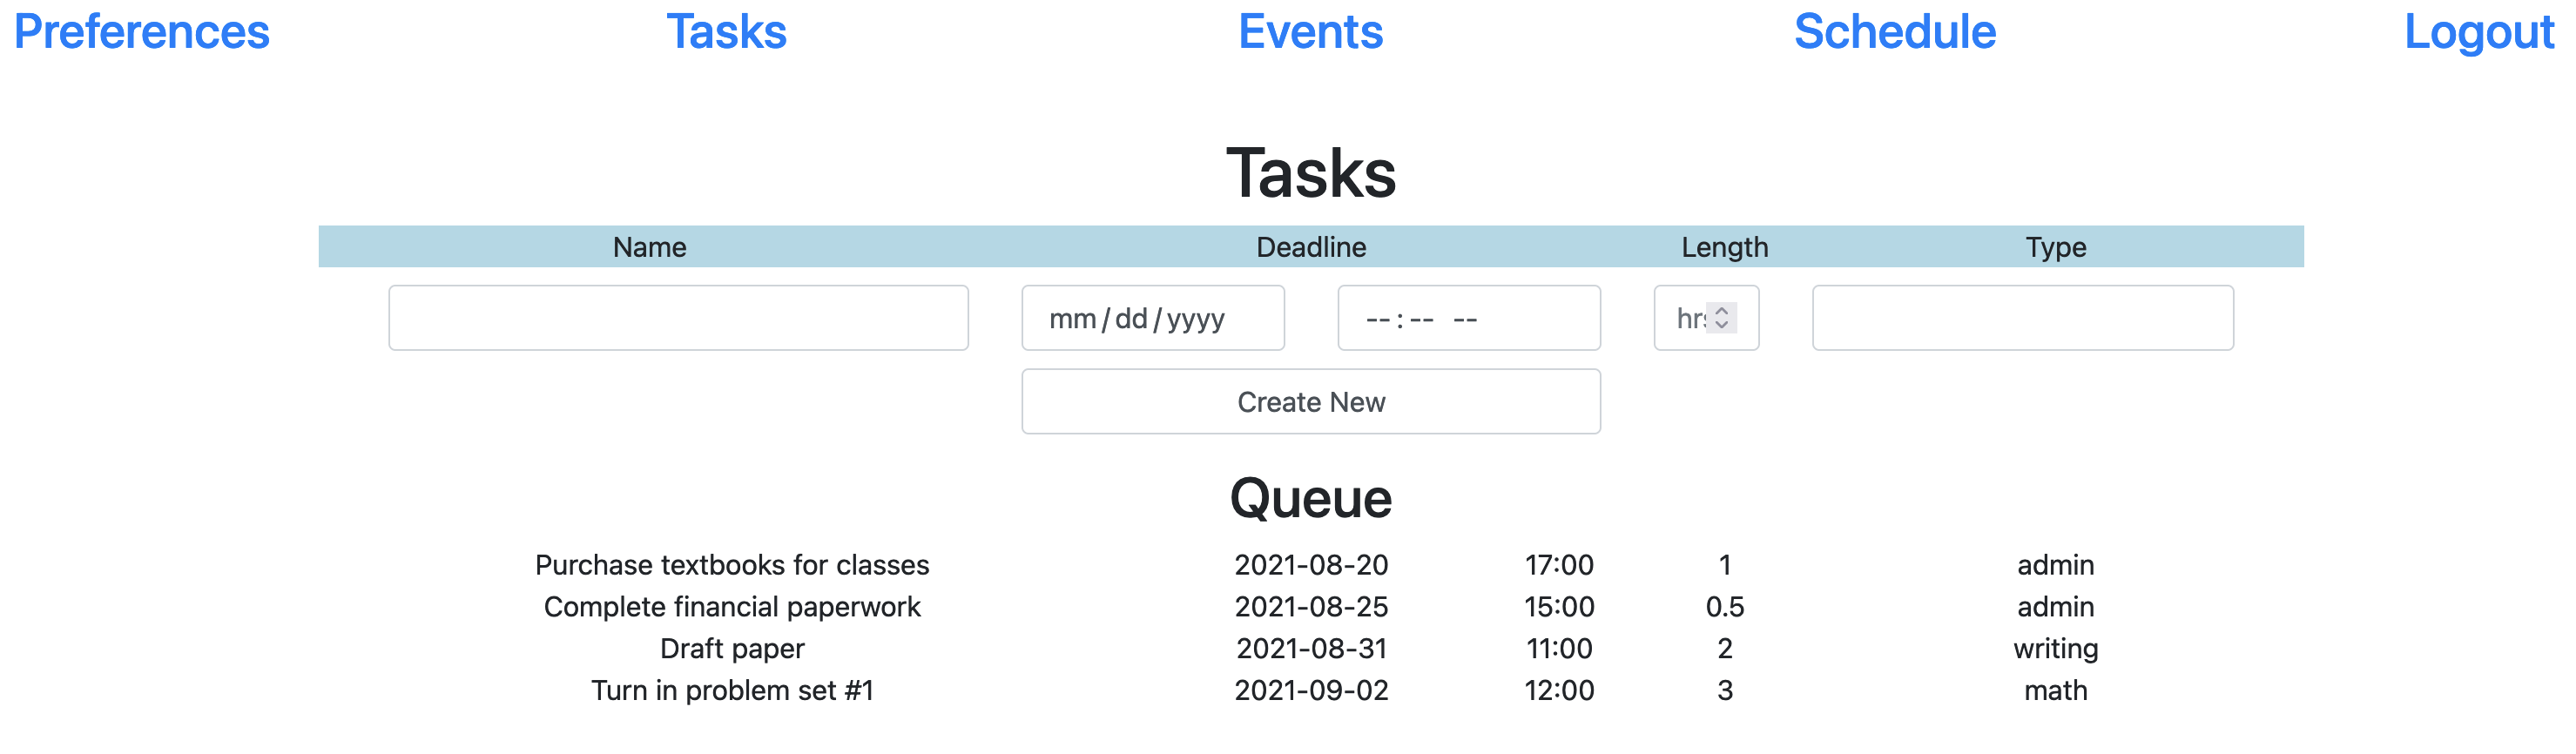 Preferences Tasks Events Schedule Logout
Tasks
Name Deadline Length Type
mm/dd/yyyy --:-- -- hrs
Create New
Queue
Purchase textbooks for classes 2021-08-20 17:00 1 admin
Complete financial paperwork 2021-08-25 15:00 0.5 admin
Draft paper 2021-08-31 11:00 2 writing
Turn in problem set #1 2021-09-02 12:00 3 math